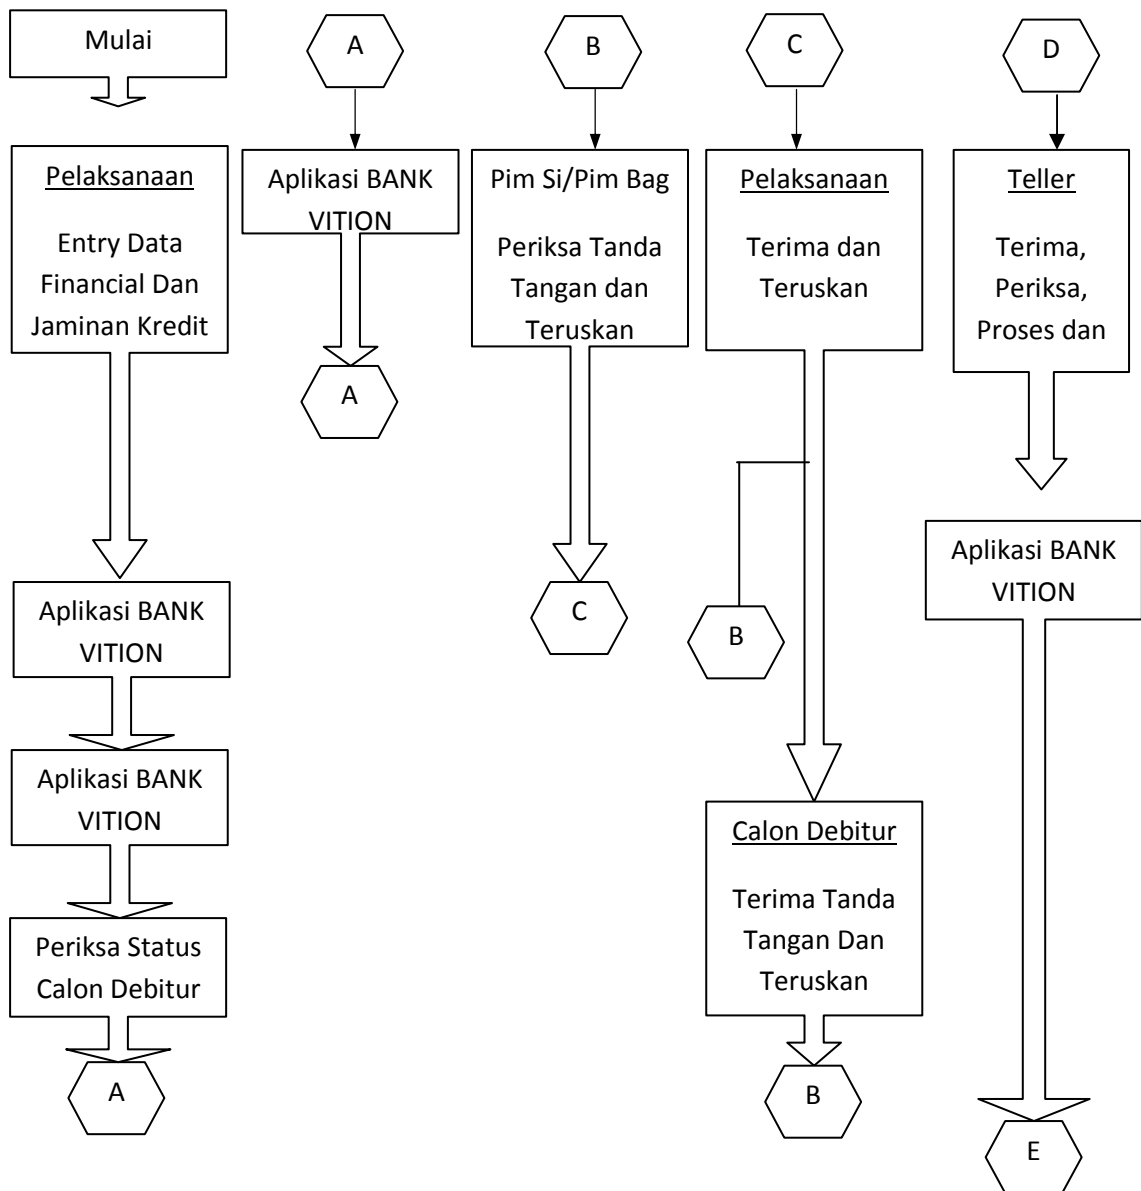 Mulai
Pelaksanaan
Entry Data
Financial Dan
Jaminan Kredit
Aplikasi BANK
VITION
Aplikasi BANK
VITION
Periksa Status
Calon Debitur
A
A
Aplikasi BANK
VITION
A
B
Pim Si/Pim Bag
Periksa Tanda
Tangan dan
Teruskan
C
C
Pelaksanaan
Terima dan
Teruskan
B
Calon Debitur
Terima Tanda
Tangan Dan
Teruskan
B
D
Teller
Terima,
Periksa,
Proses dan
Aplikasi BANK
VITION
E